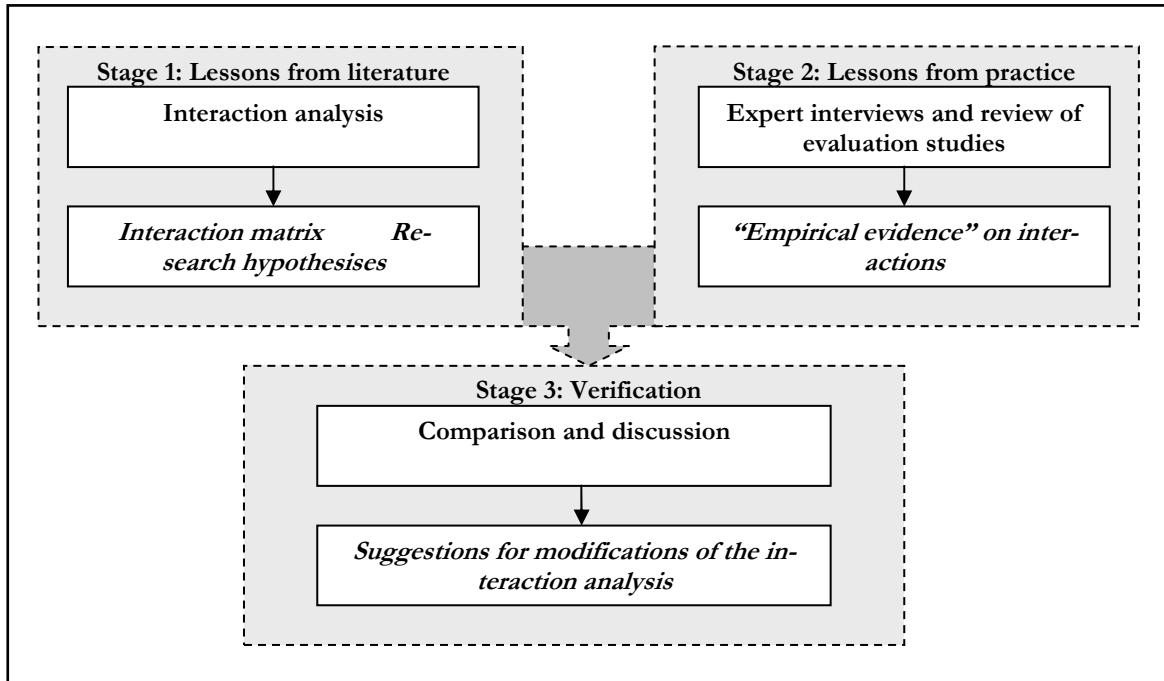 Stage 1: Lessons from literature
Interaction analysis
Interaction matrix Re-
search hypothesises
Stage 2: Lessons from practice
Expert interviews and review of
evaluation studies
“Empirical evidence” on inter-
actions
Stage 3: Verification
Comparison and discussion
Suggestions for modifications of the in-
teraction analysis